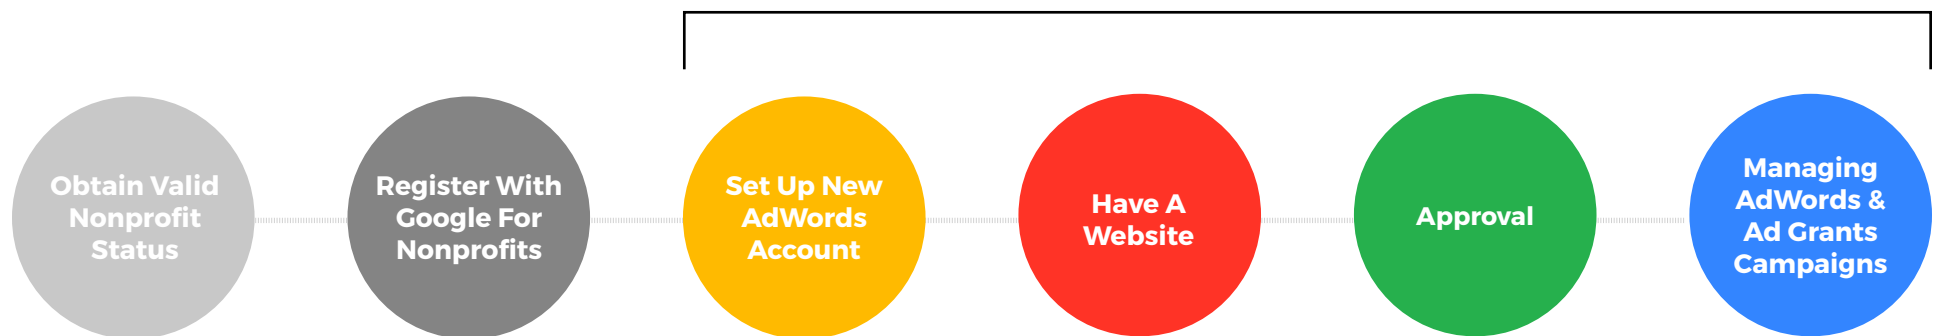 Obtain Valid
Nonprofit
Status
Register With
Google For
Nonprofits
Set Up New
AdWords
Account
Have A
Website
Approval
Managing
AdWords &
Ad Grants
Campaigns